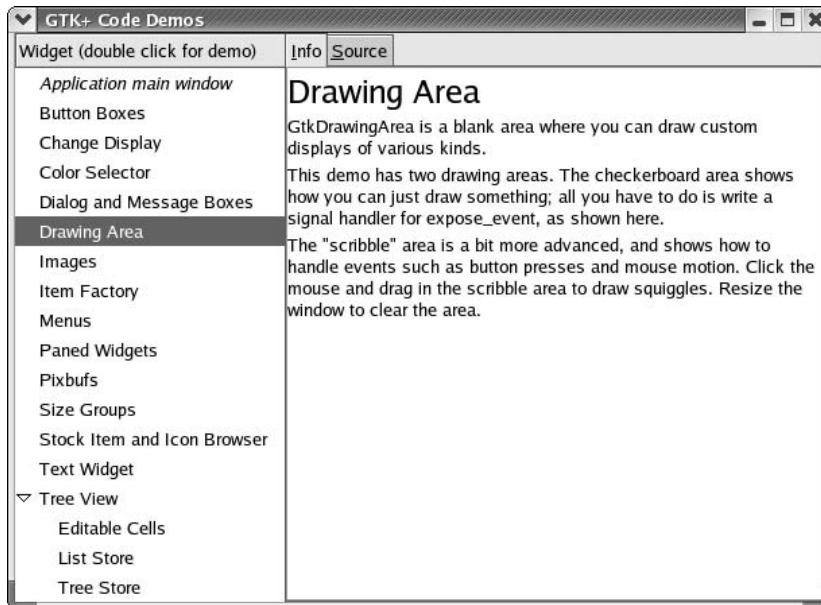 GTK+ Code Demos
Widget (double click for demo)
Application main window
Button Boxes
Change Display
Color Selector
Dialog and Message Boxes
Drawing Area
Images
Item Factory
Menus
Paned Widgets
Pixbufs
Size Groups
Stock Item and Icon Browser
Text Widget
Tree View
Editable Cells
List Store
Tree Store
Info Source
Drawing Area
GtkDrawingArea is a blank area where you can draw custom
displays of various kinds.
This demo has two drawing areas. The checkerboard area shows
how you can just draw something; all you have to do is write a
signal handler for expose_event, as shown here.
The "scribble" area is a bit more advanced, and shows how to
handle events such as button presses and mouse motion. Click the
mouse and drag in the scribble area to draw squiggles. Resize the
window to clear the area.